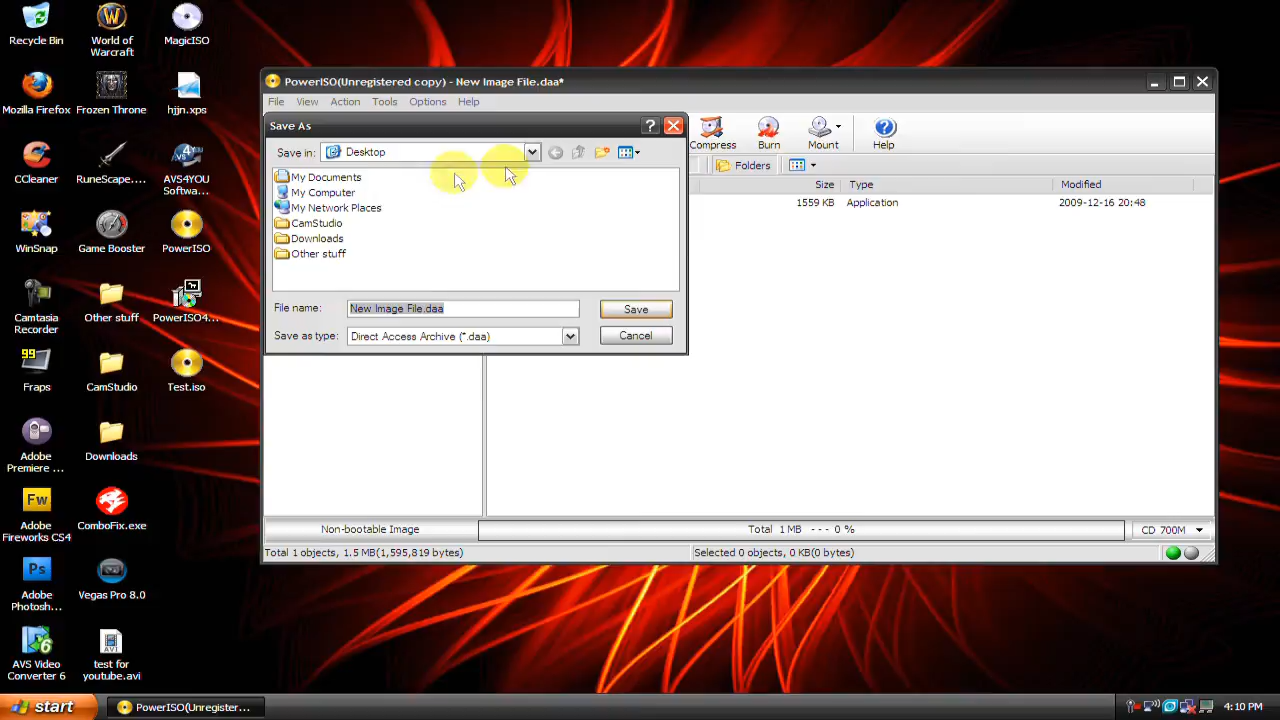 Recycle Bin
World of
Warcraft
MagicISO
Mozilla Firefox
Frozen Throne
hjjn.xps
CCleaner
RuneScape....
AVS4YOU
Softwa...
WinSnap
Game Booster
PowerISO
Camtasia
Recorder
Other stuff
PowerISO4...
99
Fraps
CamStudio
Test.iso
Adobe
Premiere ...
Downloads
Fw
Adobe
Fireworks CS4
ComboFix.exe
Ps
Adobe
Photosh...
Vegas Pro 8.0
6
AVI
AVS Video
Converter 6
test for
youtube.avi
PowerISO(Unregistered copy) - New Image File.daa*
File View Action Tools Options Help
Compress Burn Mount Help
Folders
Size Type Modified
1559 KB Application 2009-12-16 20:48
Save As
Save in: Desktop
My Documents
My Computer
My Network Places
CamStudio
Downloads
Other stuff
File name: New Image File.daa Save
Save as type: Direct Access Archive (*.daa) Cancel
Non-bootable Image Total 1 MB --- 0 % CD 700M
Total 1 objects, 1.5 MB(1,595,819 bytes) Selected 0 objects, 0 KB(0 bytes)
start PowerISO(Unregister... 4:10 PM